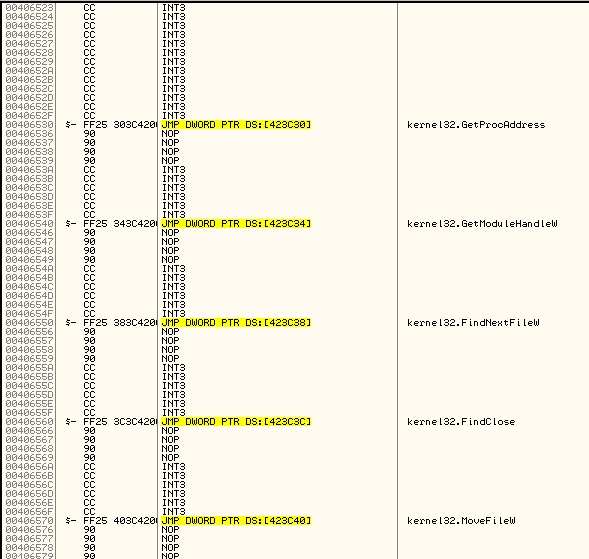 00406523 CC INT3
00406524 CC INT3
00406525 CC INT3
00406526 CC INT3
00406527 CC INT3
00406528 CC INT3
00406529 CC INT3
0040652A CC INT3
0040652B CC INT3
0040652C CC INT3
0040652D CC INT3
0040652E CC INT3
0040652F CC INT3
00406530 $- FF25 303C420 JMP DWORD PTR DS:[423C30] kernel32.GetProcAddress
00406536 90 NOP
00406537 90 NOP
00406538 90 NOP
00406539 90 NOP
0040653A CC INT3
0040653B CC INT3
0040653C CC INT3
0040653D CC INT3
0040653E CC INT3
0040653F CC INT3
00406540 $- FF25 343C420 JMP DWORD PTR DS:[423C34] kernel32.GetModuleHandleW
00406546 90 NOP
00406547 90 NOP
00406548 90 NOP
00406549 90 NOP
0040654A CC INT3
0040654B CC INT3
0040654C CC INT3
0040654D CC INT3
0040654E CC INT3
0040654F CC INT3
00406550 $- FF25 383C420 JMP DWORD PTR DS:[423C38] kernel32.FindNextFileW
00406556 90 NOP
00406557 90 NOP
00406558 90 NOP
00406559 90 NOP
0040655A CC INT3
0040655B CC INT3
0040655C CC INT3
0040655D CC INT3
0040655E CC INT3
0040655F CC INT3
00406560 $- FF25 3C3C420 JMP DWORD PTR DS:[423C3C] kernel32.FindClose
00406566 90 NOP
00406567 90 NOP
00406568 90 NOP
00406569 90 NOP
0040656A CC INT3
0040656B CC INT3
0040656C CC INT3
0040656D CC INT3
0040656E CC INT3
0040656F CC INT3
00406570 $- FF25 403C420 JMP DWORD PTR DS:[423C40] kernel32.MoveFileW
00406576 90 NOP
00406577 90 NOP
00406578 90 NOP
00406579 90 NOP